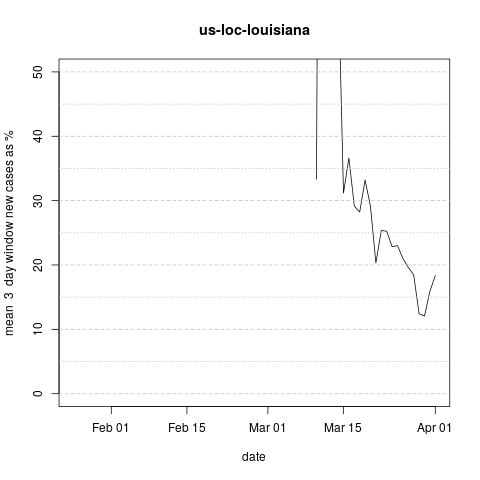 us-loc-louisiana
mean 3 day window new cases as %
50
40
30
20
10
0
Feb 01 Feb 15 Mar 01 Mar 15 Apr 01
date